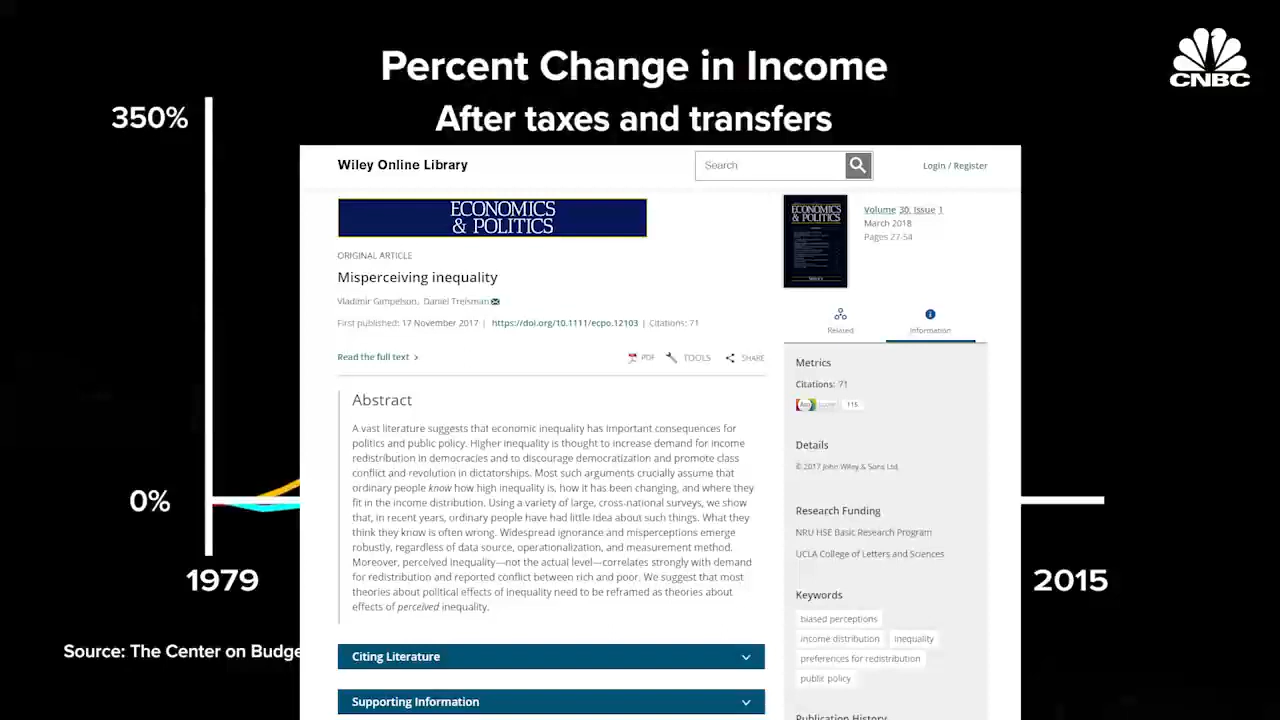 Percent Change in Income
After taxes and transfers
CNBC
350%
0%
1979
2015
Source: The Center on Budge
Wiley Online Library
Search
Login / Register
ECONOMICS
& POLITICS
ORIGINAL ARTICLE
Misperceiving inequality
Vladimir Gimpelson, Daniel Treisman
First published: 17 November 2017 | https://doi.org/10.1111/ecpo.12103 | Citations: 71
Read the full text >
PDF TOOLS SHARE
Abstract
A vast literature suggests that economic inequality has important consequences for
politics and public policy. Higher inequality is thought to increase demand for income
redistribution in democracies and to discourage democratization and promote class
conflict and revolution in dictatorships. Most such arguments crucially assume that
ordinary people know how high inequality is, how it has been changing, and where they
fit in the income distribution. Using a variety of large, cross-national surveys, we show
that, in recent years, ordinary people have had little idea about such things. What they
think they know is often wrong. Widespread ignorance and misperceptions emerge
robustly, regardless of data source, operationalization, and measurement method.
Moreover, perceived inequality—not the actual level—correlates strongly with demand
for redistribution and reported conflict between rich and poor. We suggest that most
theories about political effects of inequality need to be reframed as theories about
effects of perceived inequality.
Citing Literature
Supporting Information
ECONOMICS
& POLITICS
Volume 30, Issue 1
March 2018
Pages 27-54
Related
Information
Metrics
Citations: 71
115
Details
© 2017 John Wiley & Sons Ltd
Research Funding
NRU HSE Basic Research Program
UCLA College of Letters and Sciences
Keywords
biased perceptions
income distribution inequality
preferences for redistribution
public policy
Publication History